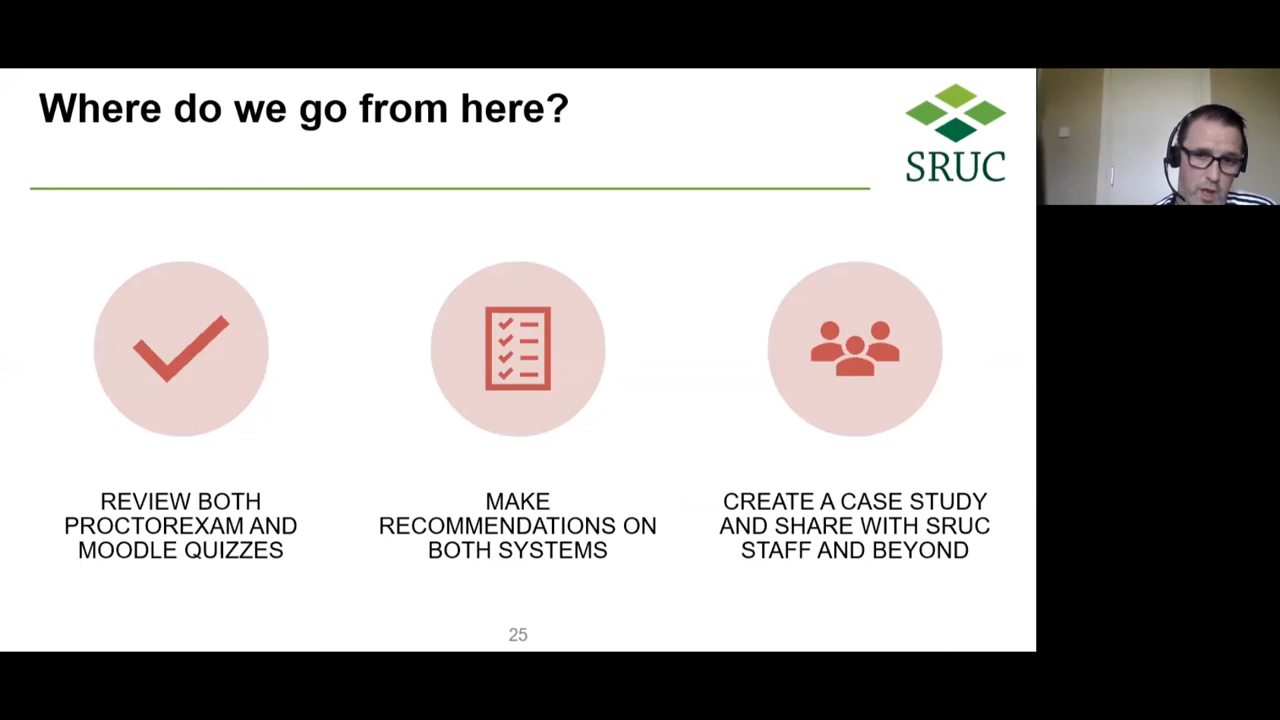 Where do we go from here?
SRUC
REVIEW BOTH
PROCTOREXAM AND
MOODLE QUIZZES
MAKE
RECOMMENDATIONS ON
BOTH SYSTEMS
CREATE A CASE STUDY
AND SHARE WITH SRUC
STAFF AND BEYOND
25